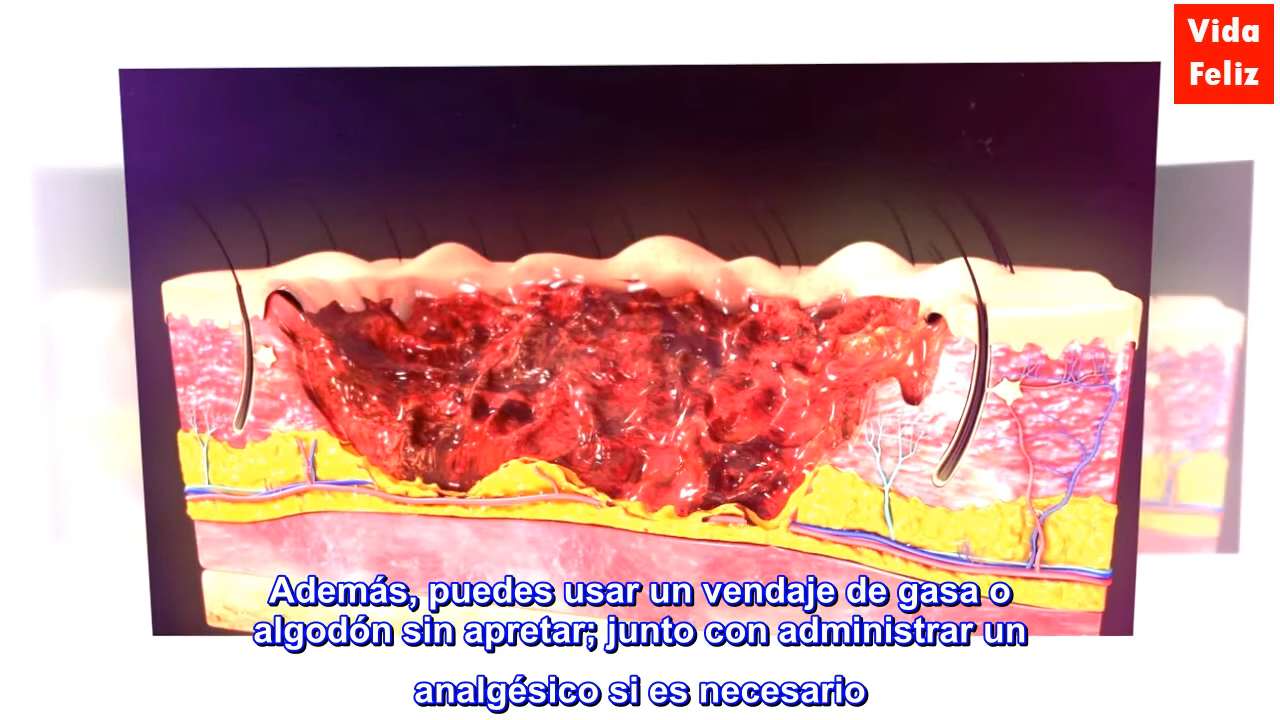 Vida
Feliz
Además, puedes usar un vendaje de gasa o
algodón sin apretar; junto con administrar un
analgésico si es necesario